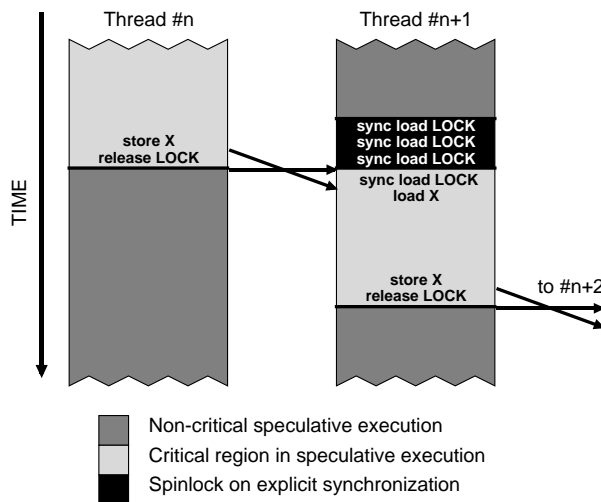 Thread #n
Thread #n+1
TIME
store X
release LOCK
sync load LOCK
sync load LOCK
sync load LOCK
sync load LOCK
load X
store X
release LOCK
to #n+2
Non-critical speculative execution
Critical region in speculative execution
Spinlock on explicit synchronization